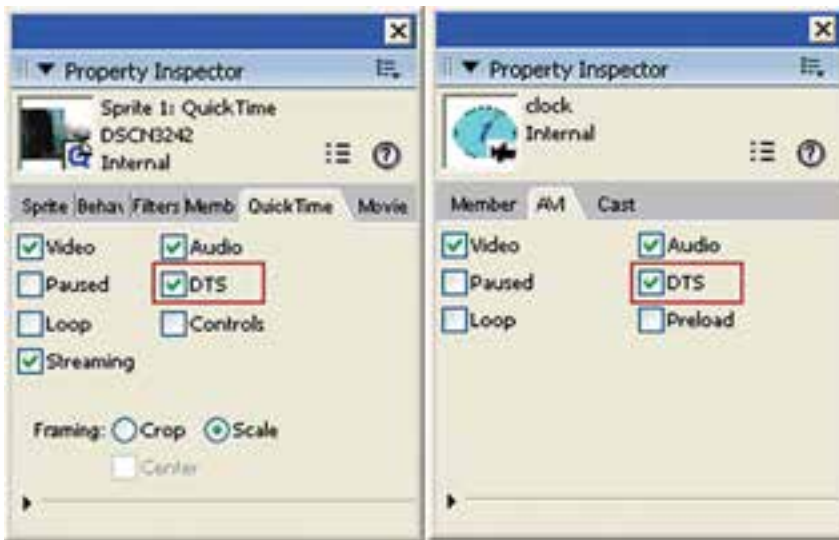 Property Inspector
Sprite 1: QuickTime
DSCN3242
Internal
Sprite Behav Filters Memb QuickTime Movie
Video Audio
Paused DTS
Loop Controls
Streaming
Framing: Crop Scale
Center
Property Inspector
clock
Internal
Member AVI Cast
Video Audio
Paused DTS
Loop Preload